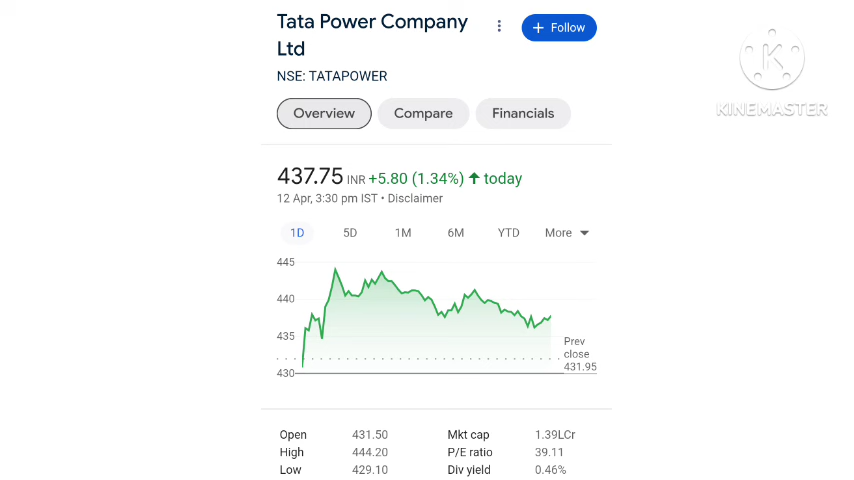 Tata Power Company
Ltd
+ Follow
NSE: TATAPOWER
Overview Compare Financials
437.75 INR +5.80 (1.34%) ↑ today
12 Apr, 3:30 pm IST • Disclaimer
1D 5D 1M 6M YTD More
445
440
435
430
Prev
close
431.95
Open 431.50 Mkt cap 1.39LCr
High 444.20 P/E ratio 39.11
Low 429.10 Div yield 0.46%
K
KINEMASTER